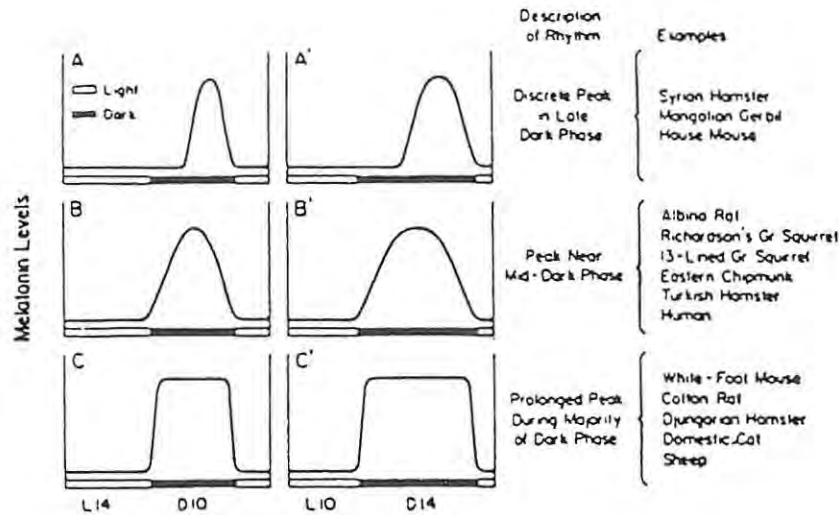 Description
of Rhythm
Examples
A
A'
Light
Dark
Discrete Peak
in Late
Dark Phase
Syrian Hamster
Mongolian Gerbil
House Mouse
Melatonin Levels
B
B'
Peak Near
Mid-Dark Phase
Albino Rat
Richardson's Gr Squirrel
13-Lined Gr Squirrel
Eastern Chipmunk
Turkish Hamster
Human
C
C'
Prolonged Peak
During Majority
of Dark Phase
White-Foot Mouse
Cotton Rat
Djungarian Hamster
Domestic Cat
Sheep
L14
D10
L10
D14